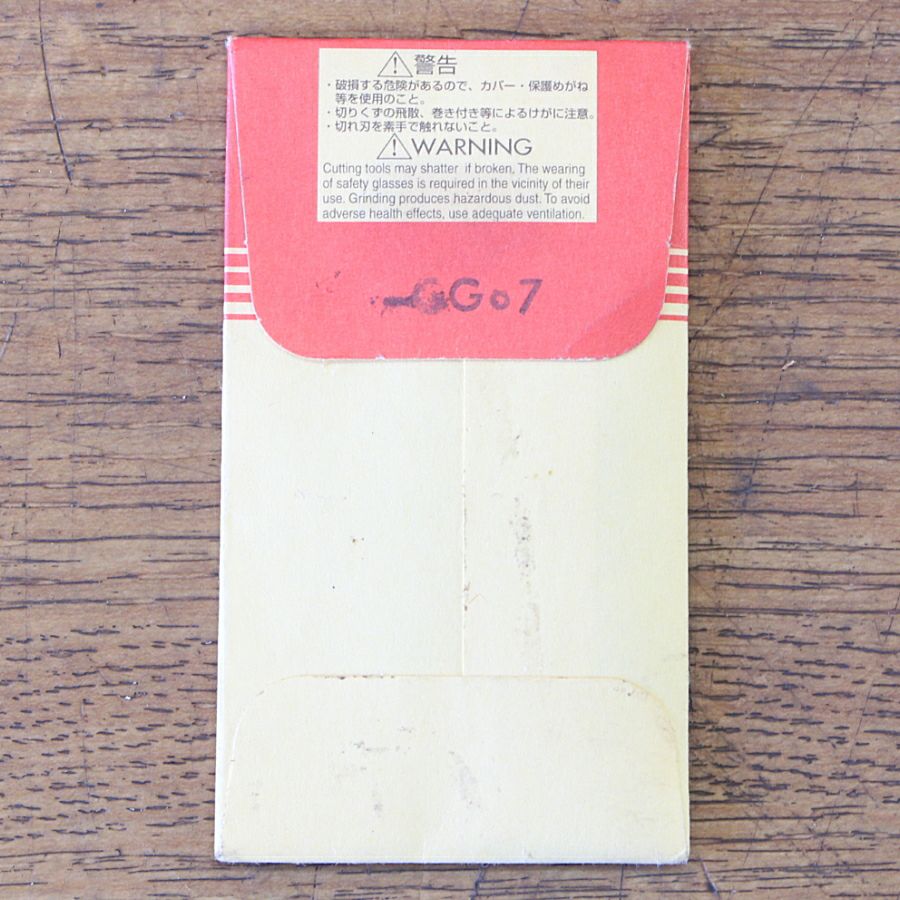 ⚠警告
・破損する危険があるので、カバー・保護めがね
等を使用のこと。
・切りくずの飛散、巻き付き等によるけがに注意。
・切れ刃を素手で触れないこと。
⚠WARNING
Cutting tools may shatter if broken. The wearing
of safety glasses is required in the vicinity of their
use. Grinding produces hazardous dust. To avoid
adverse health effects, use adequate ventilation.